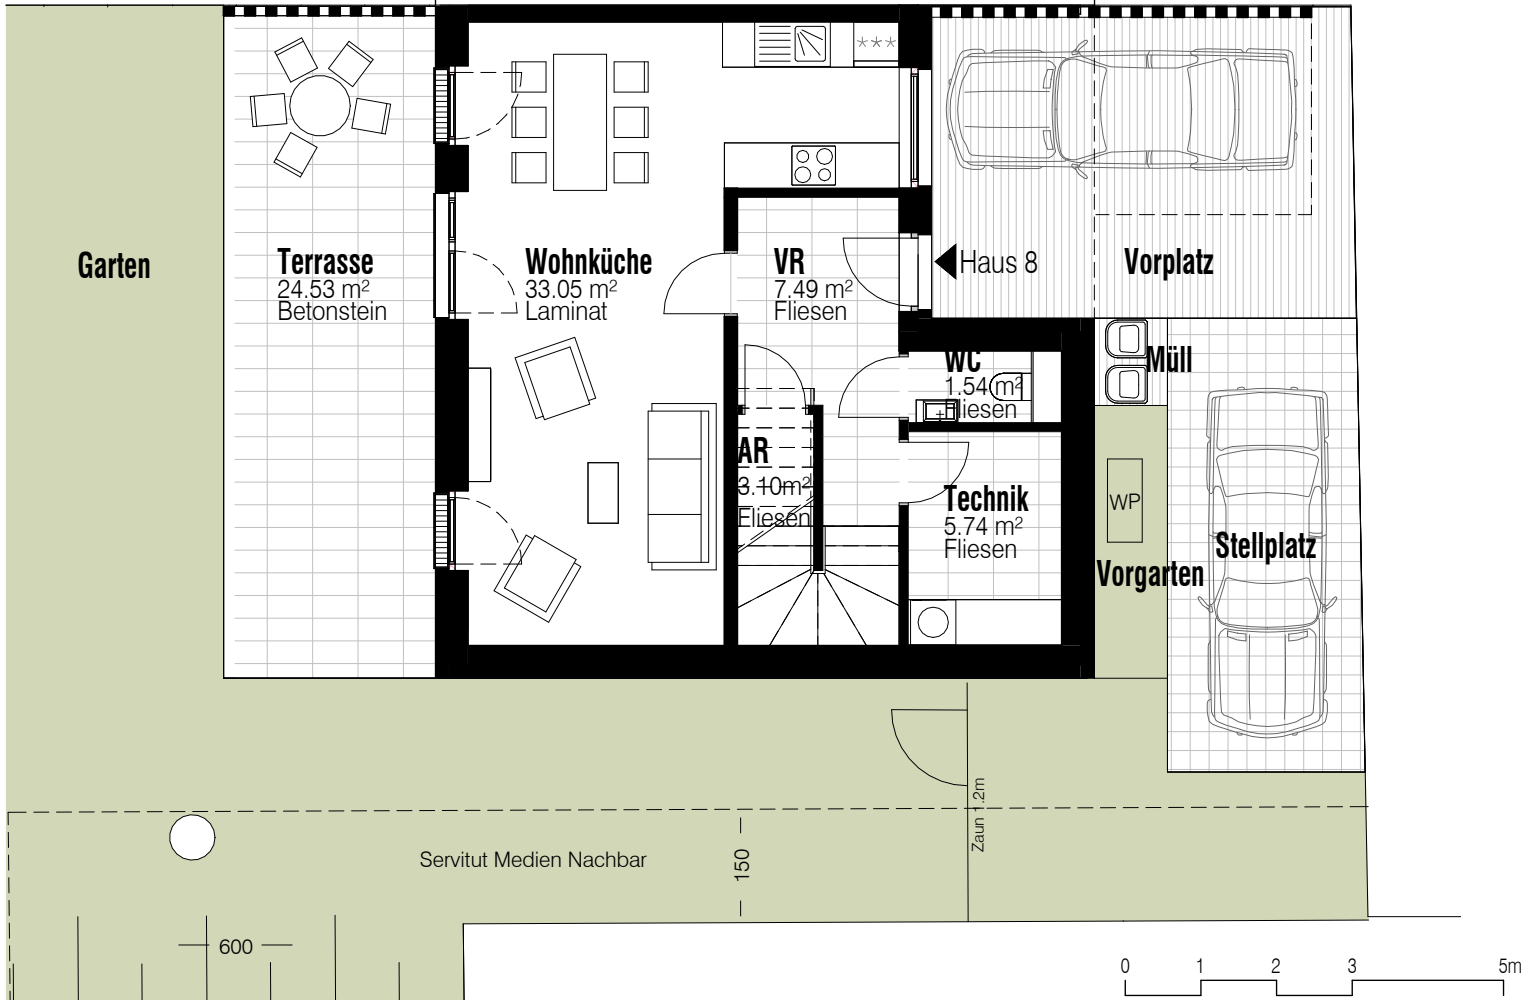 Garten
Terrasse
24.53 m²
Betonstein
Wohnküche
33.05 m²
Laminat
VR
7.49 m²
Fliesen
Haus 8
Vorplatz
***
WC
1.54 m²
Fliesen
Müll
AR
3.10m²
Fliesen
Technik
5.74 m²
Fliesen
WP
Vorgarten
Stellplatz
Zaun 1.2m
Servitut Medien Nachbar
150
600
0 1 2 3 5m